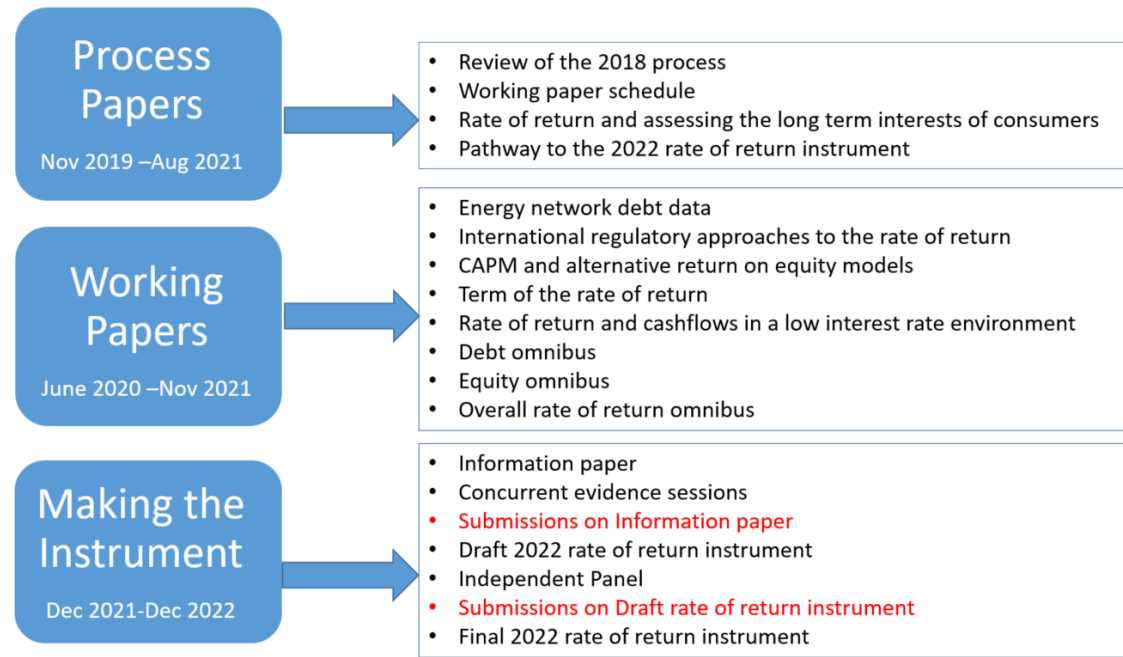 Process
Papers
Nov 2019 –Aug 2021
• Review of the 2018 process
• Working paper schedule
• Rate of return and assessing the long term interests of consumers
• Pathway to the 2022 rate of return instrument
Working
Papers
June 2020 –Nov 2021
• Energy network debt data
• International regulatory approaches to the rate of return
• CAPM and alternative return on equity models
• Term of the rate of return
• Rate of return and cashflows in a low interest rate environment
• Debt omnibus
• Equity omnibus
• Overall rate of return omnibus
Making the
Instrument
Dec 2021-Dec 2022
• Information paper
• Concurrent evidence sessions
• Submissions on Information paper
• Draft 2022 rate of return instrument
• Independent Panel
• Submissions on Draft rate of return instrument
• Final 2022 rate of return instrument